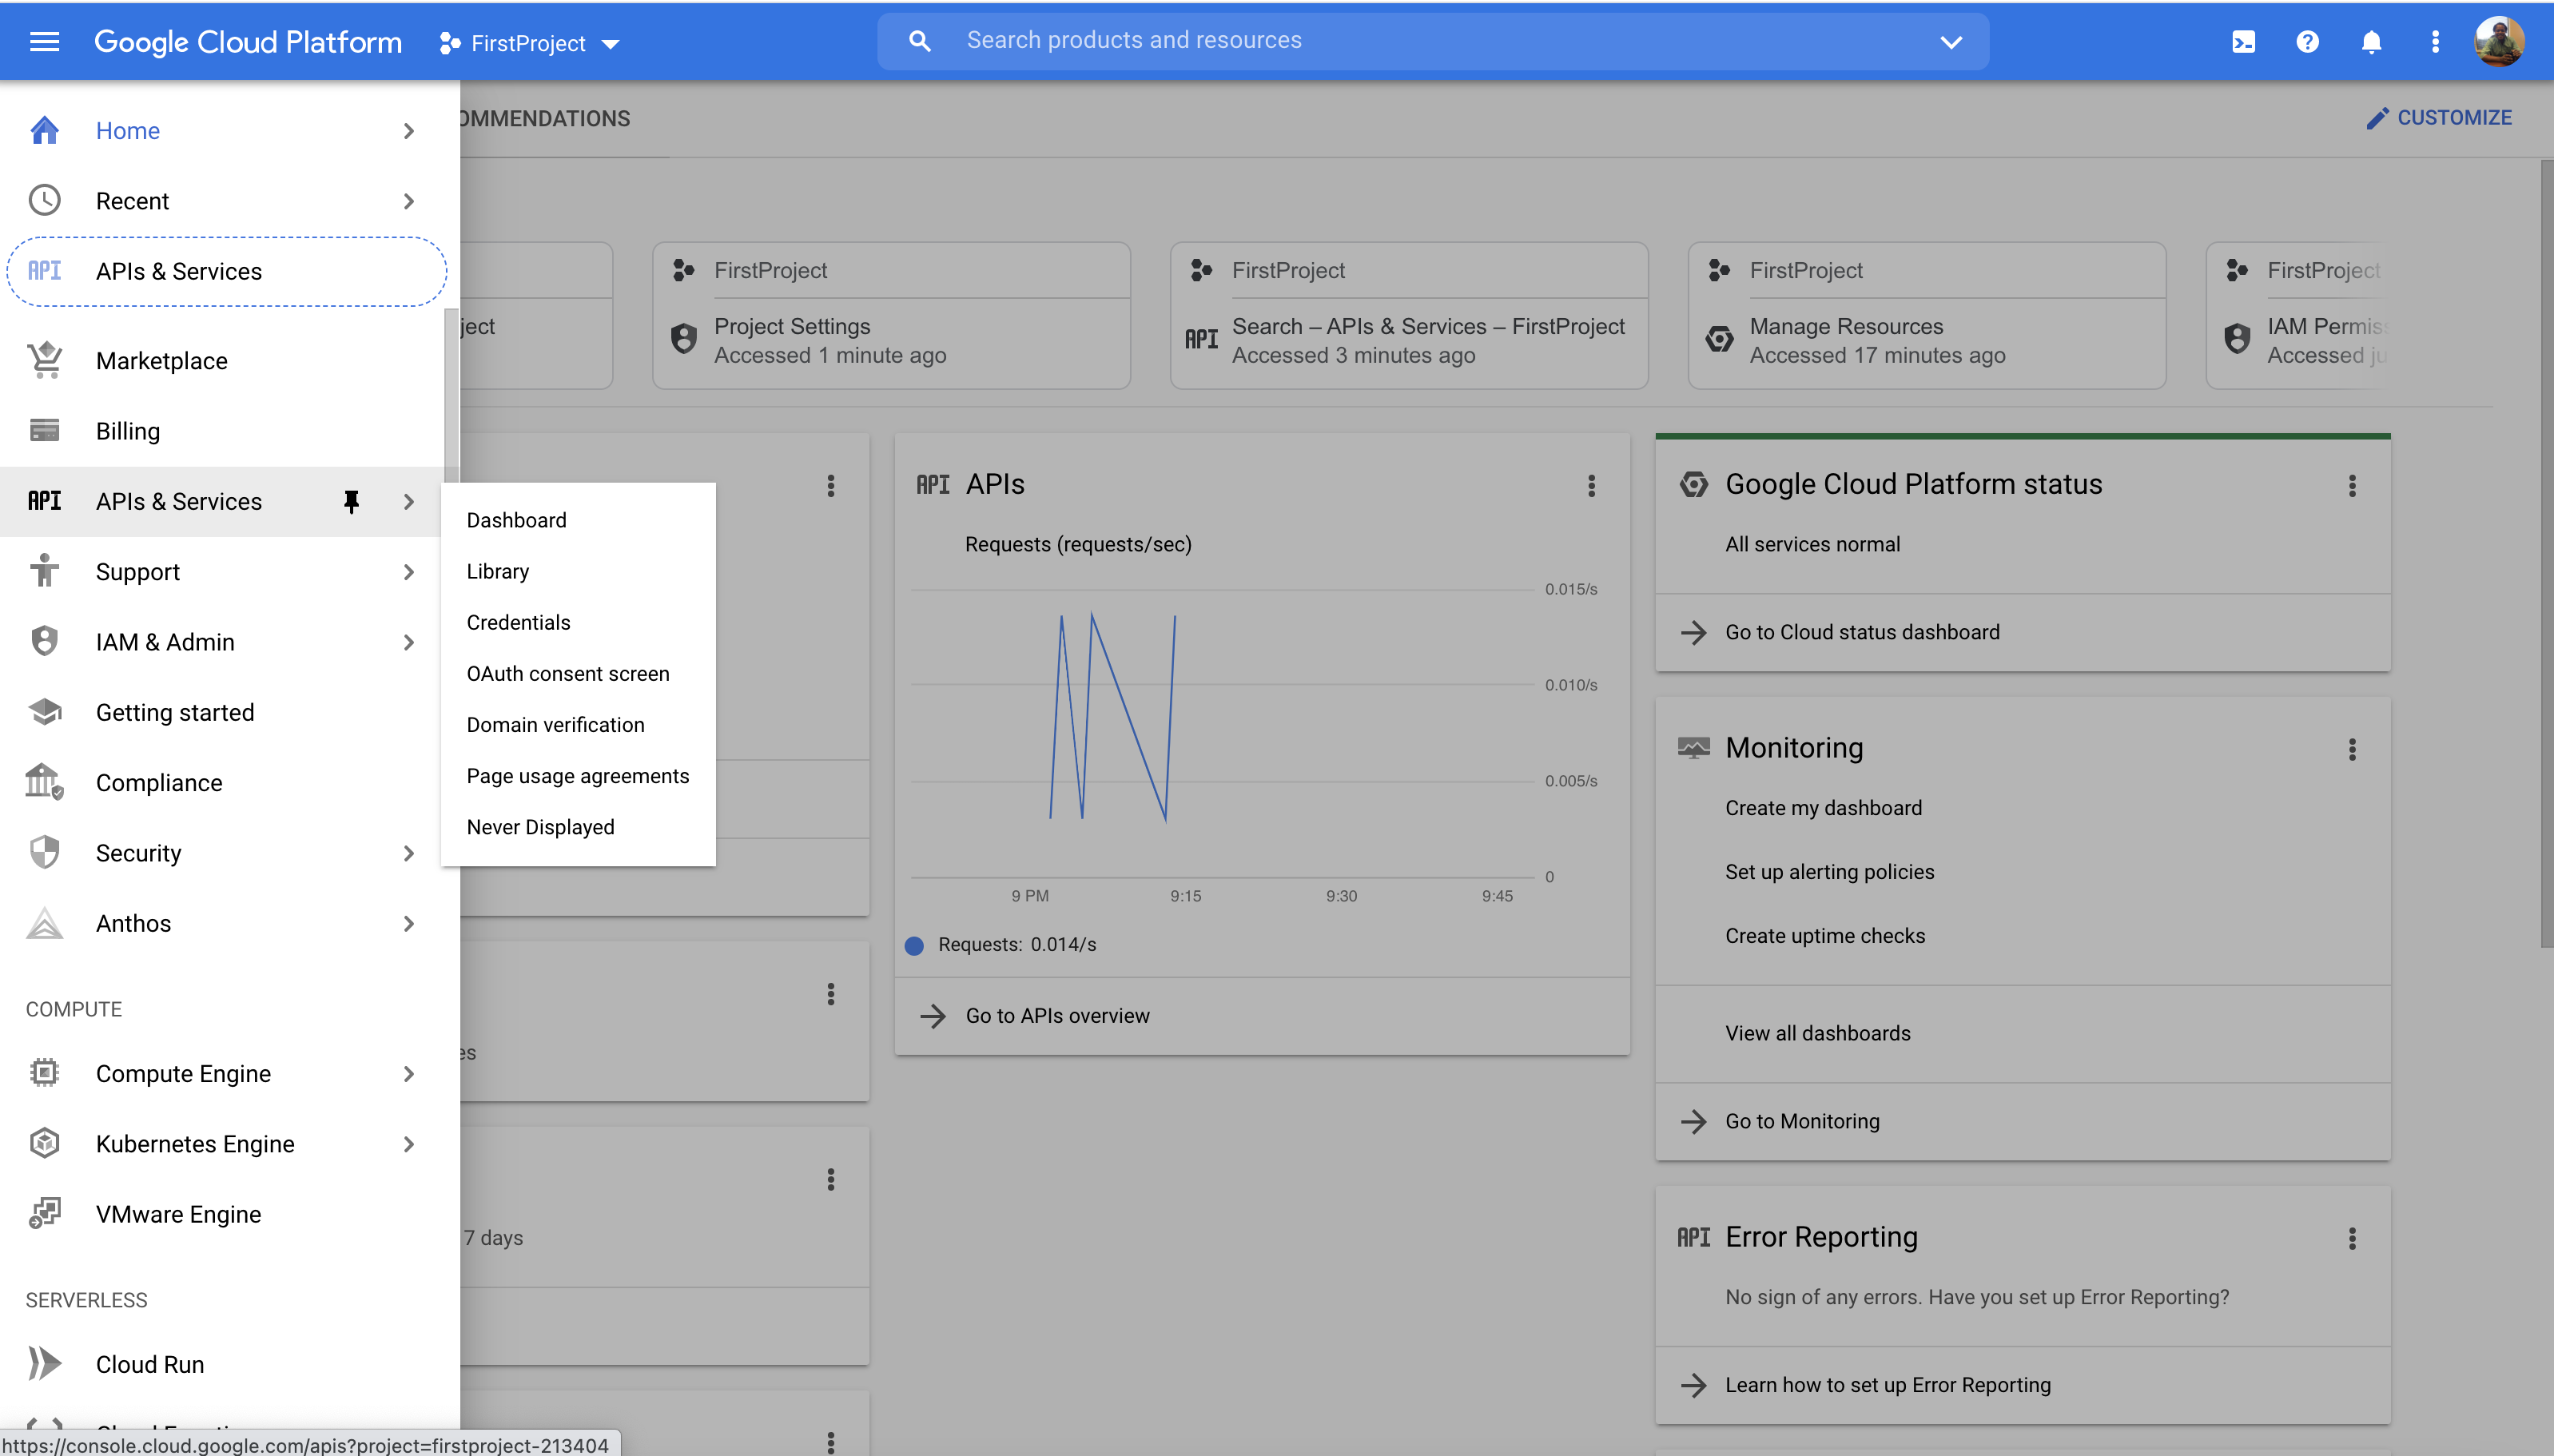 Google Cloud Platform
FirstProject
Search products and resources
Home
Recent
API APIs & Services
Marketplace
Billing
API APIs & Services
Support
IAM & Admin
Getting started
Compliance
Security
Anthos
COMPUTE
Compute Engine
Kubernetes Engine
VMware Engine
SERVERLESS
Cloud Run
https://console.cloud.google.com/apis?project=firstproject-213404
Dashboard
Library
Credentials
OAuth consent screen
Domain verification
Page usage agreements
Never Displayed
OMMENDATIONS
CUSTOMIZE
ject
FirstProject
Project Settings
Accessed 1 minute ago
FirstProject
API Search – APIs & Services – FirstProject
Accessed 3 minutes ago
FirstProject
Manage Resources
Accessed 17 minutes ago
FirstProject
IAM Permis
Accessed ju
es
7 days
API APIs
Requests (requests/sec)
0.015/s
0.010/s
0.005/s
0
9 PM 9:15 9:30 9:45
Requests: 0.014/s
Go to APIs overview
Google Cloud Platform status
All services normal
Go to Cloud status dashboard
Monitoring
Create my dashboard
Set up alerting policies
Create uptime checks
View all dashboards
Go to Monitoring
API Error Reporting
No sign of any errors. Have you set up Error Reporting?
Learn how to set up Error Reporting